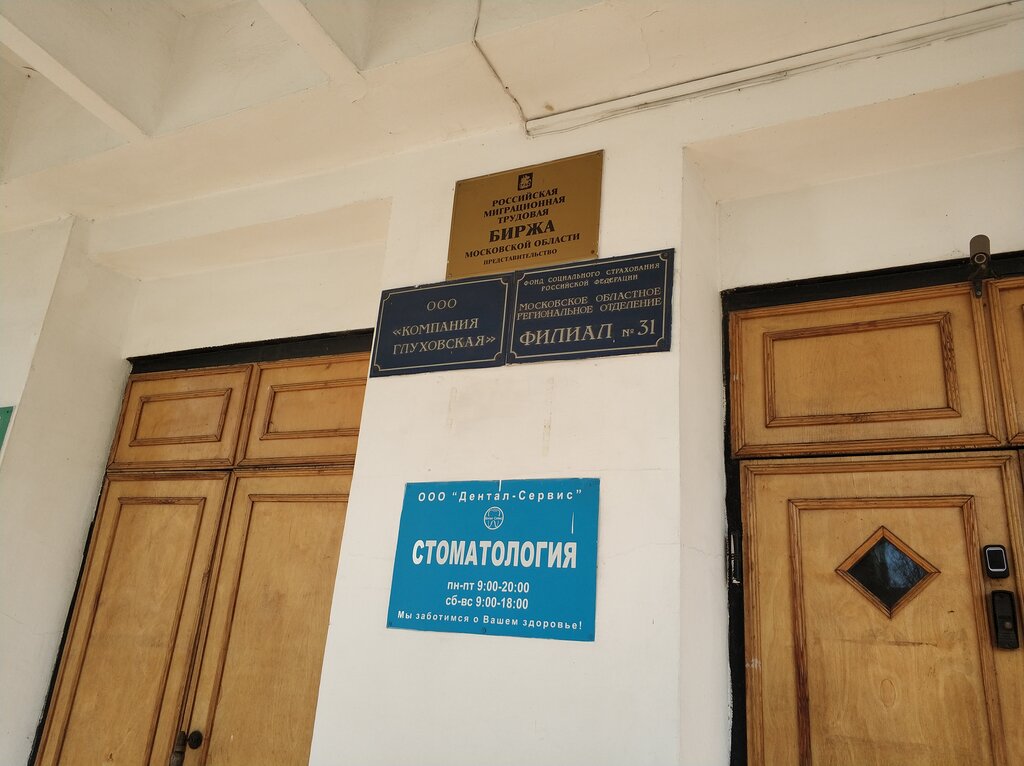 РОССИЙСКАЯ
МИГРАЦИОННАЯ
ТРУДОВАЯ
БИРЖА
МОСКОВСКОЙ ОБЛАСТИ
ПРЕДСТАВИТЕЛЬСТВО
ООО
«КОМПАНИЯ
ГЛУХОВСКАЯ»
ФОНД СОЦИАЛЬНОГО СТРАХОВАНИЯ
РОССИЙСКОЙ ФЕДЕРАЦИИ
МОСКОВСКОЕ ОБЛАСТНОЕ
РЕГИОНАЛЬНОЕ ОТДЕЛЕНИЕ
ФИЛИАЛ №31
ООО "Дентал-Сервис"
СТОМАТОЛОГИЯ
пн-пт 9:00-20:00
сб-вс 9:00-18:00
Мы заботимся о Вашем здоровье!